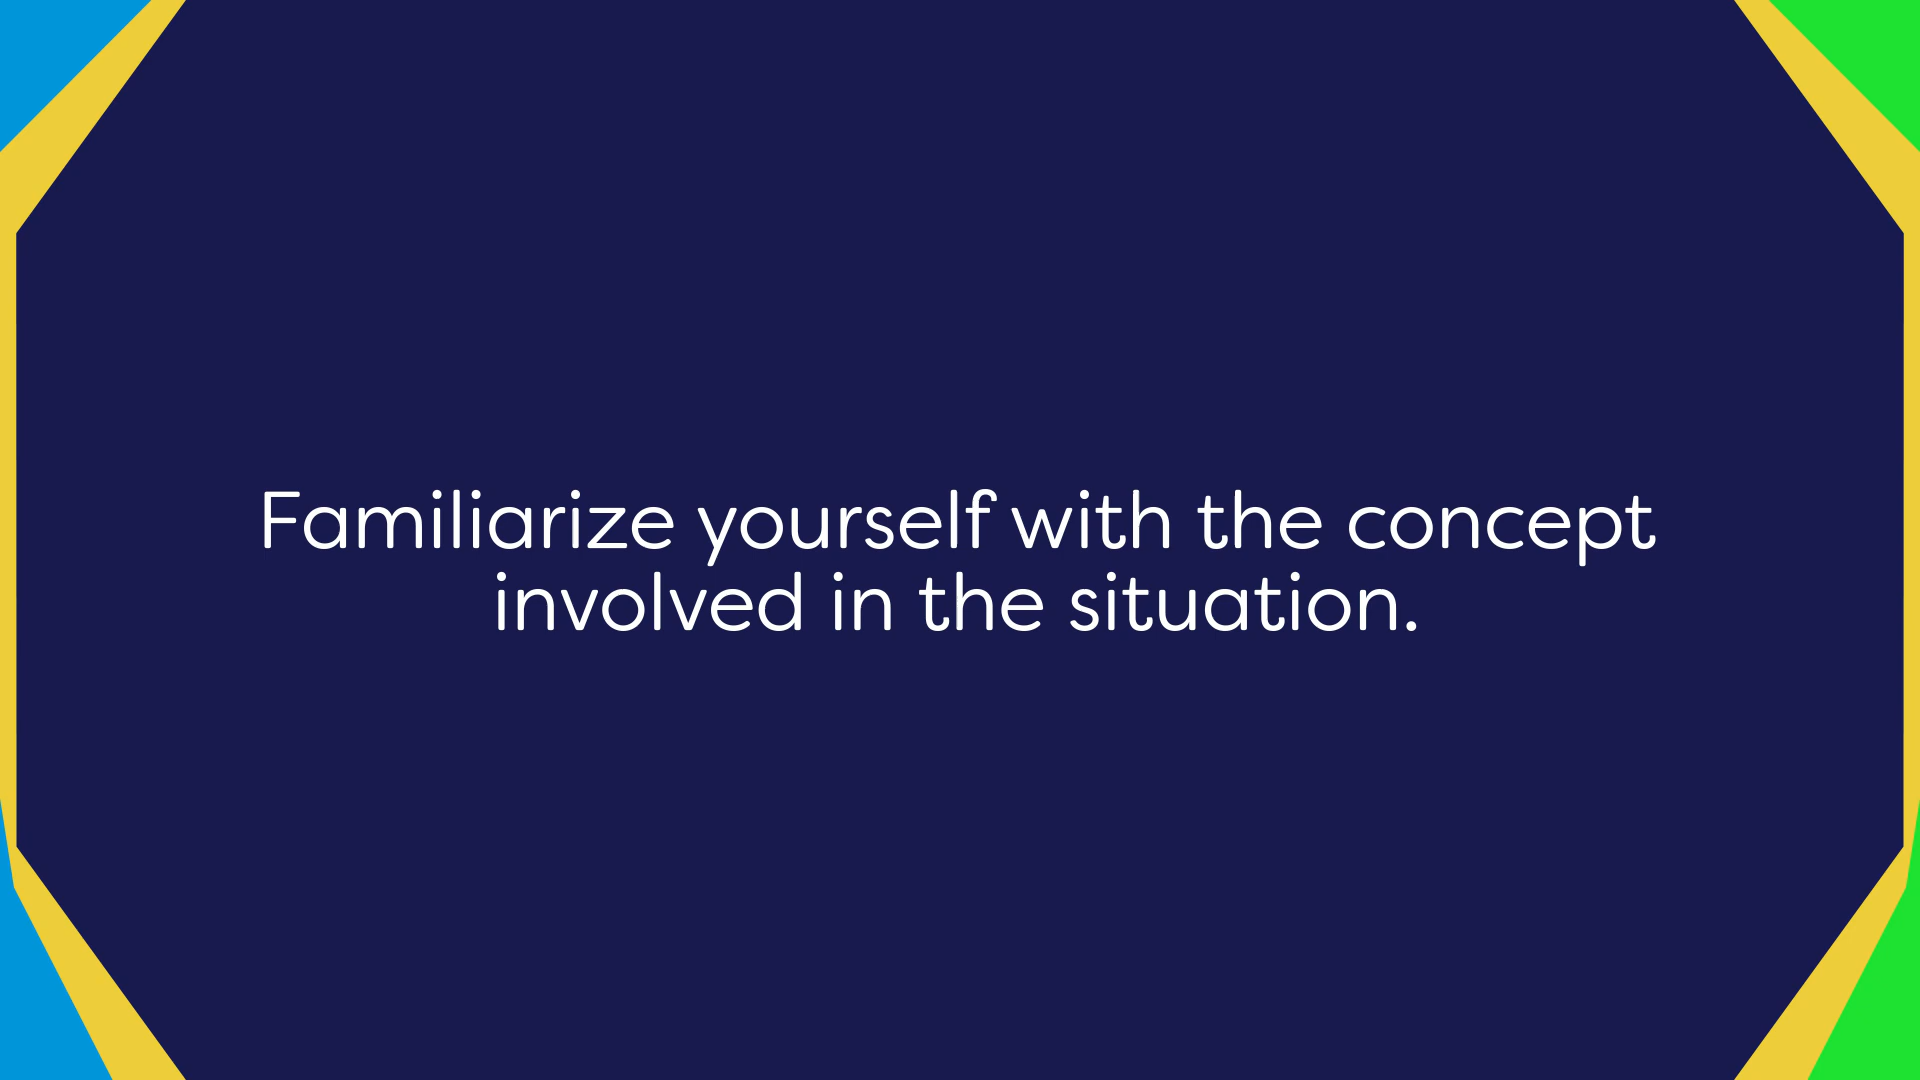 Familiarize yourself with the concept
involved in the situation.